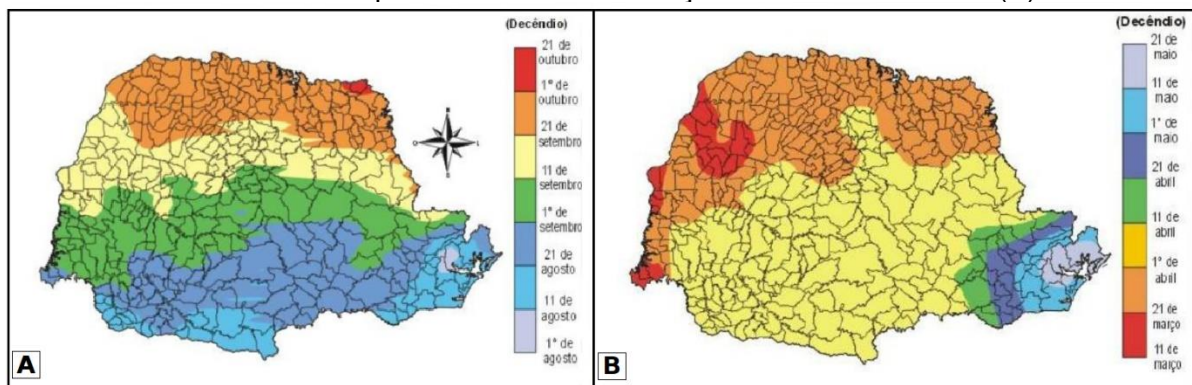 (Decêndio)
21 de
outubro
1º de
outubro
21 de
setembro
11 de
setembro
1º de
setembro
21 de
agosto
11 de
agosto
1º de
agosto
A
(Decêndio)
21 de
maio
11 de
maio
1º de
maio
21 de
abril
11 de
abril
1º de
abril
21 de
março
11 de
março
B